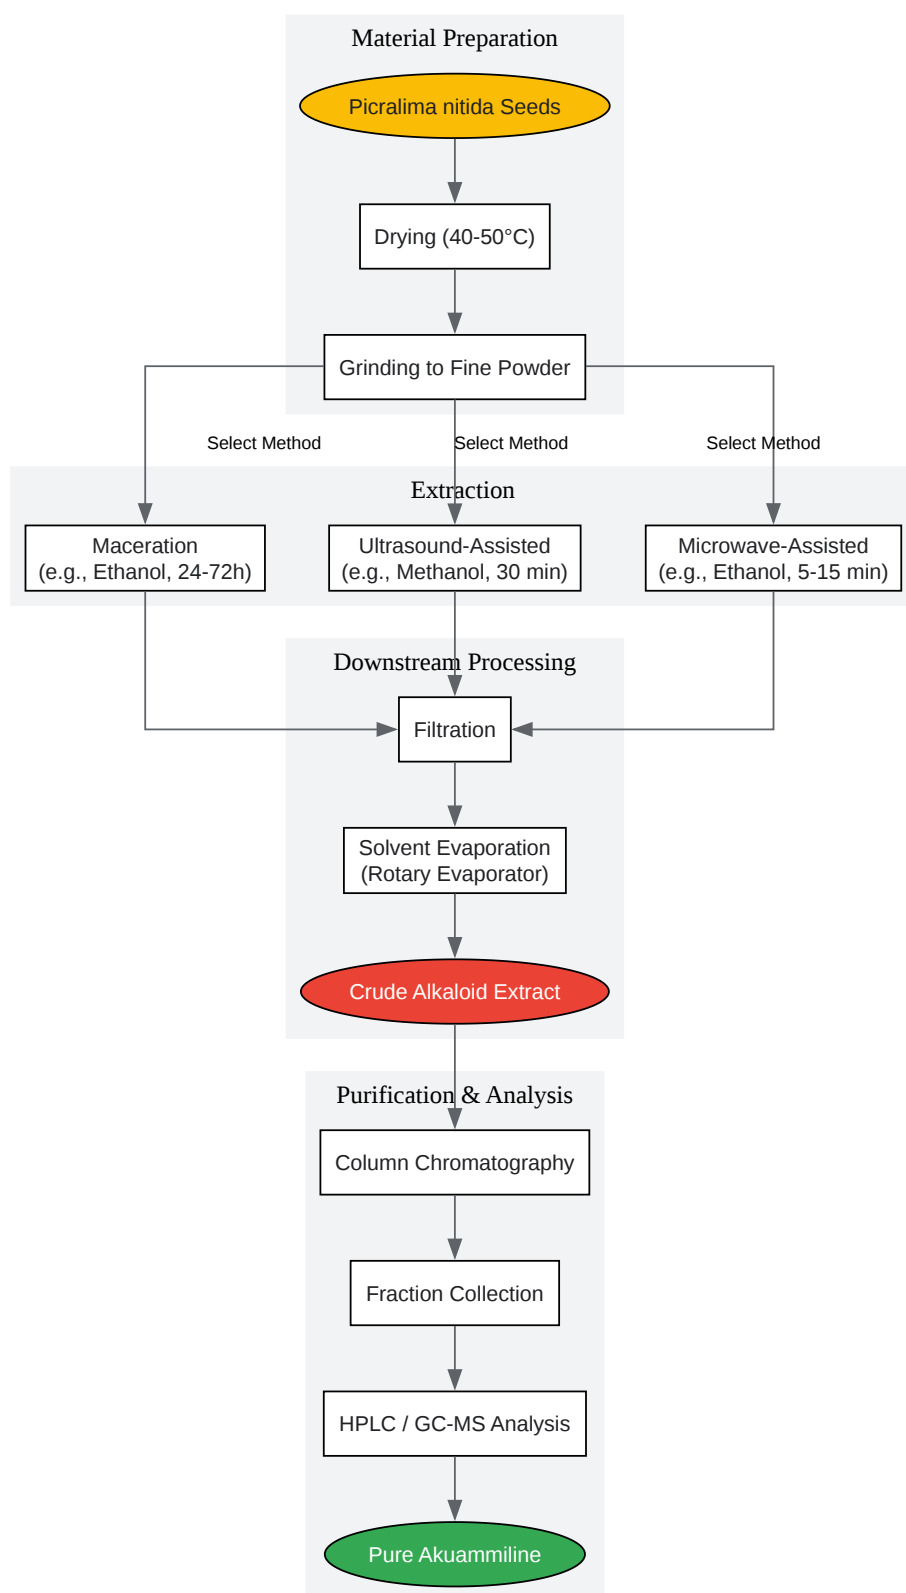 Material Preparation
Picralima nitida Seeds
Drying (40-50°C)
Grinding to Fine Powder
Select Method
Select Method
Select Method
Extraction
Maceration
(e.g., Ethanol, 24-72h)
Ultrasound-Assisted
(e.g., Methanol, 30 min)
Microwave-Assisted
(e.g., Ethanol, 5-15 min)
Downstream Processing
Filtration
Solvent Evaporation
(Rotary Evaporator)
Crude Alkaloid Extract
Purification & Analysis
Column Chromatography
Fraction Collection
HPLC / GC-MS Analysis
Pure Akuammiline